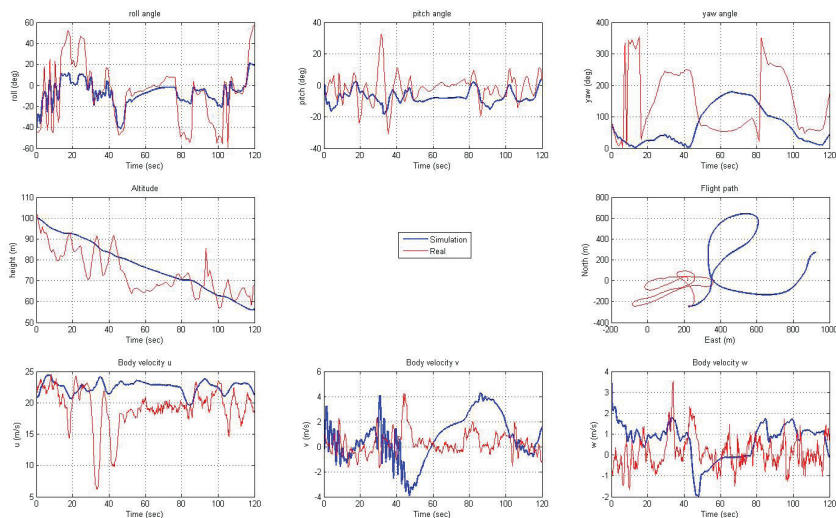 roll angle
pitch angle
yaw angle
roll (deg)
60
40
20
0
-20
-40
-60
0 20 40 60 80 100 120
Time (sec)
pitch (deg)
40
20
0
-20
-40
0 20 40 60 80 100 120
Time (sec)
yaw (deg)
400
300
200
100
0
0 20 40 60 80 100 120
Time (sec)
Altitude
Flight path
height (m)
110
100
90
80
70
60
50
0 20 40 60 80 100 120
Time (sec)
Simulation
Real
North (m)
800
600
400
200
0
-200
-400
-200 0 200 400 600 800 1000
East (m)
Body velocity u
Body velocity v
Body velocity w
u (m/s)
25
20
15
10
5
0 20 40 60 80 100 120
Time (sec)
v (m/s)
6
4
2
0
-2
-4
0 20 40 60 80 100 120
Time (sec)
w (m/s)
4
3
2
1
0
-1
-2
0 20 40 60 80 100 120
Time (sec)